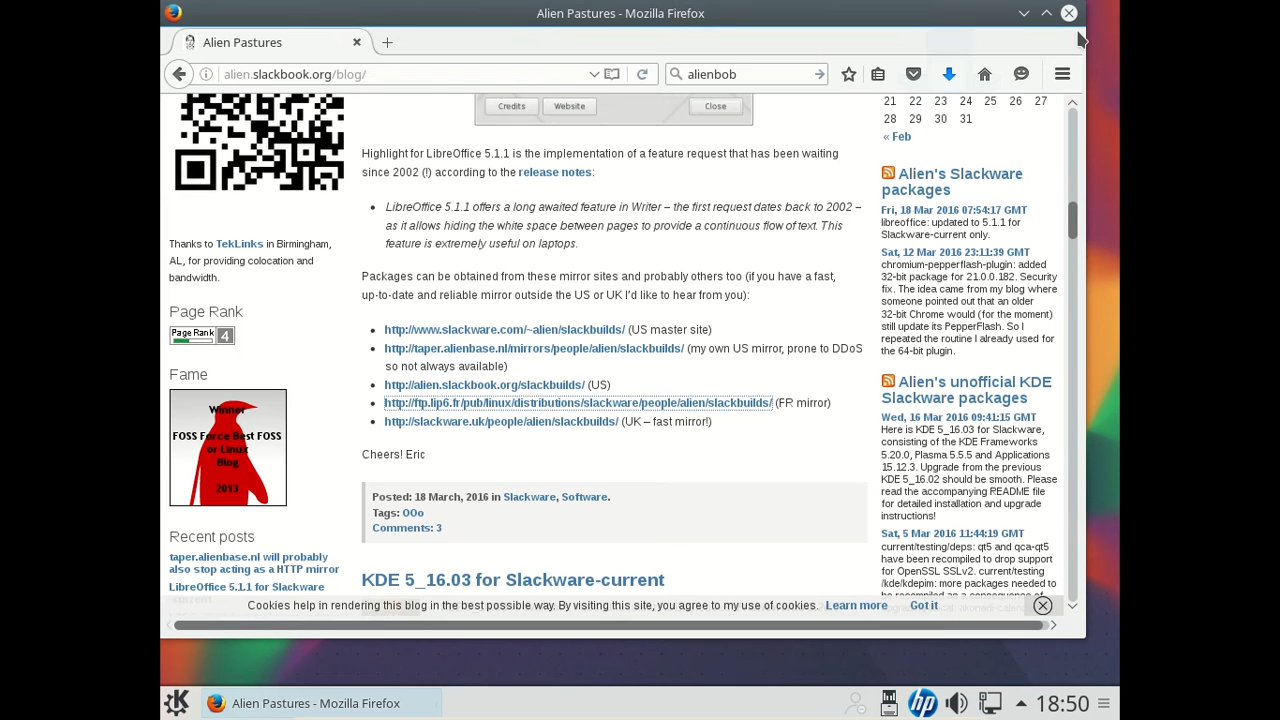 Alien Pastures - Mozilla Firefox
Alien Pastures
alien.slackbook.org/blog/
alienbob
Credits Website Close
Thanks to TekLinks in Birmingham,
AL, for providing colocation and
bandwidth.
Page Rank
Page Rank 4
Fame
Winner
FOSS Force Best FOSS
or Linux
Blog
2013
Recent posts
taper.alienbase.nl will probably
also stop acting as a HTTP mirror
LibreOffice 5.1.1 for Slackware
Highlight for LibreOffice 5.1.1 is the implementation of a feature request that has been waiting
since 2002 (!) according to the release notes:
• LibreOffice 5.1.1 offers a long awaited feature in Writer – the first request dates back to 2002 –
as it allows hiding the white space between pages to provide a continuous flow of text. This
feature is extremely useful on laptops.
Packages can be obtained from these mirror sites and probably others too (if you have a fast,
up-to-date and reliable mirror outside the US or UK I'd like to hear from you):
• http://www.slackware.com/~alien/slackbuilds/ (US master site)
• http://taper.alienbase.nl/mirrors/people/alien/slackbuilds/ (my own US mirror, prone to DDoS
so not always available)
• http://alien.slackbook.org/slackbuilds/ (US)
• http://ftp.lip6.fr/pub/linux/distributions/slackware/people/alien/slackbuilds/ (FR mirror)
• http://slackware.uk/people/alien/slackbuilds/ (UK – fast mirror!)
Cheers! Eric
Posted: 18 March, 2016 in Slackware, Software.
Tags: OOo
Comments: 3
KDE 5_16.03 for Slackware-current
21 22 23 24 25 26 27
28 29 30 31
« Feb
Alien's Slackware
packages
Fri, 18 Mar 2016 07:54:17 GMT
libreoffice: updated to 5.1.1 for
Slackware-current only.
Sat, 12 Mar 2016 23:11:39 GMT
chromium-pepperflash-plugin: added
32-bit package for 21.0.0.182. Security
fix. The idea came from my blog where
someone pointed out that an older
32-bit Chrome would (for the moment)
still update its PepperFlash. So I
repeated the routine I already used for
the 64-bit plugin.
Alien's unofficial KDE
Slackware packages
Wed, 16 Mar 2016 09:41:15 GMT
Here is KDE 5_16.03 for Slackware,
consisting of the KDE Frameworks
5.20.0, Plasma 5.5.5 and Applications
15.12.3. Upgrade from the previous
KDE 5_16.02 should be smooth. Please
read the accompanying README file
for detailed installation and upgrade
instructions!
Sat, 5 Mar 2016 11:44:19 GMT
current/testing/deps: qt5 and qca-qt5
have been recompiled to drop support
for OpenSSL SSLv2. current/testing
/kde/kdepim: more packages needed to
Cookies help in rendering this blog in the best possible way. By visiting this site, you agree to my use of cookies. Learn more Got it
Alien Pastures - Mozilla Firefox
hp
18:50